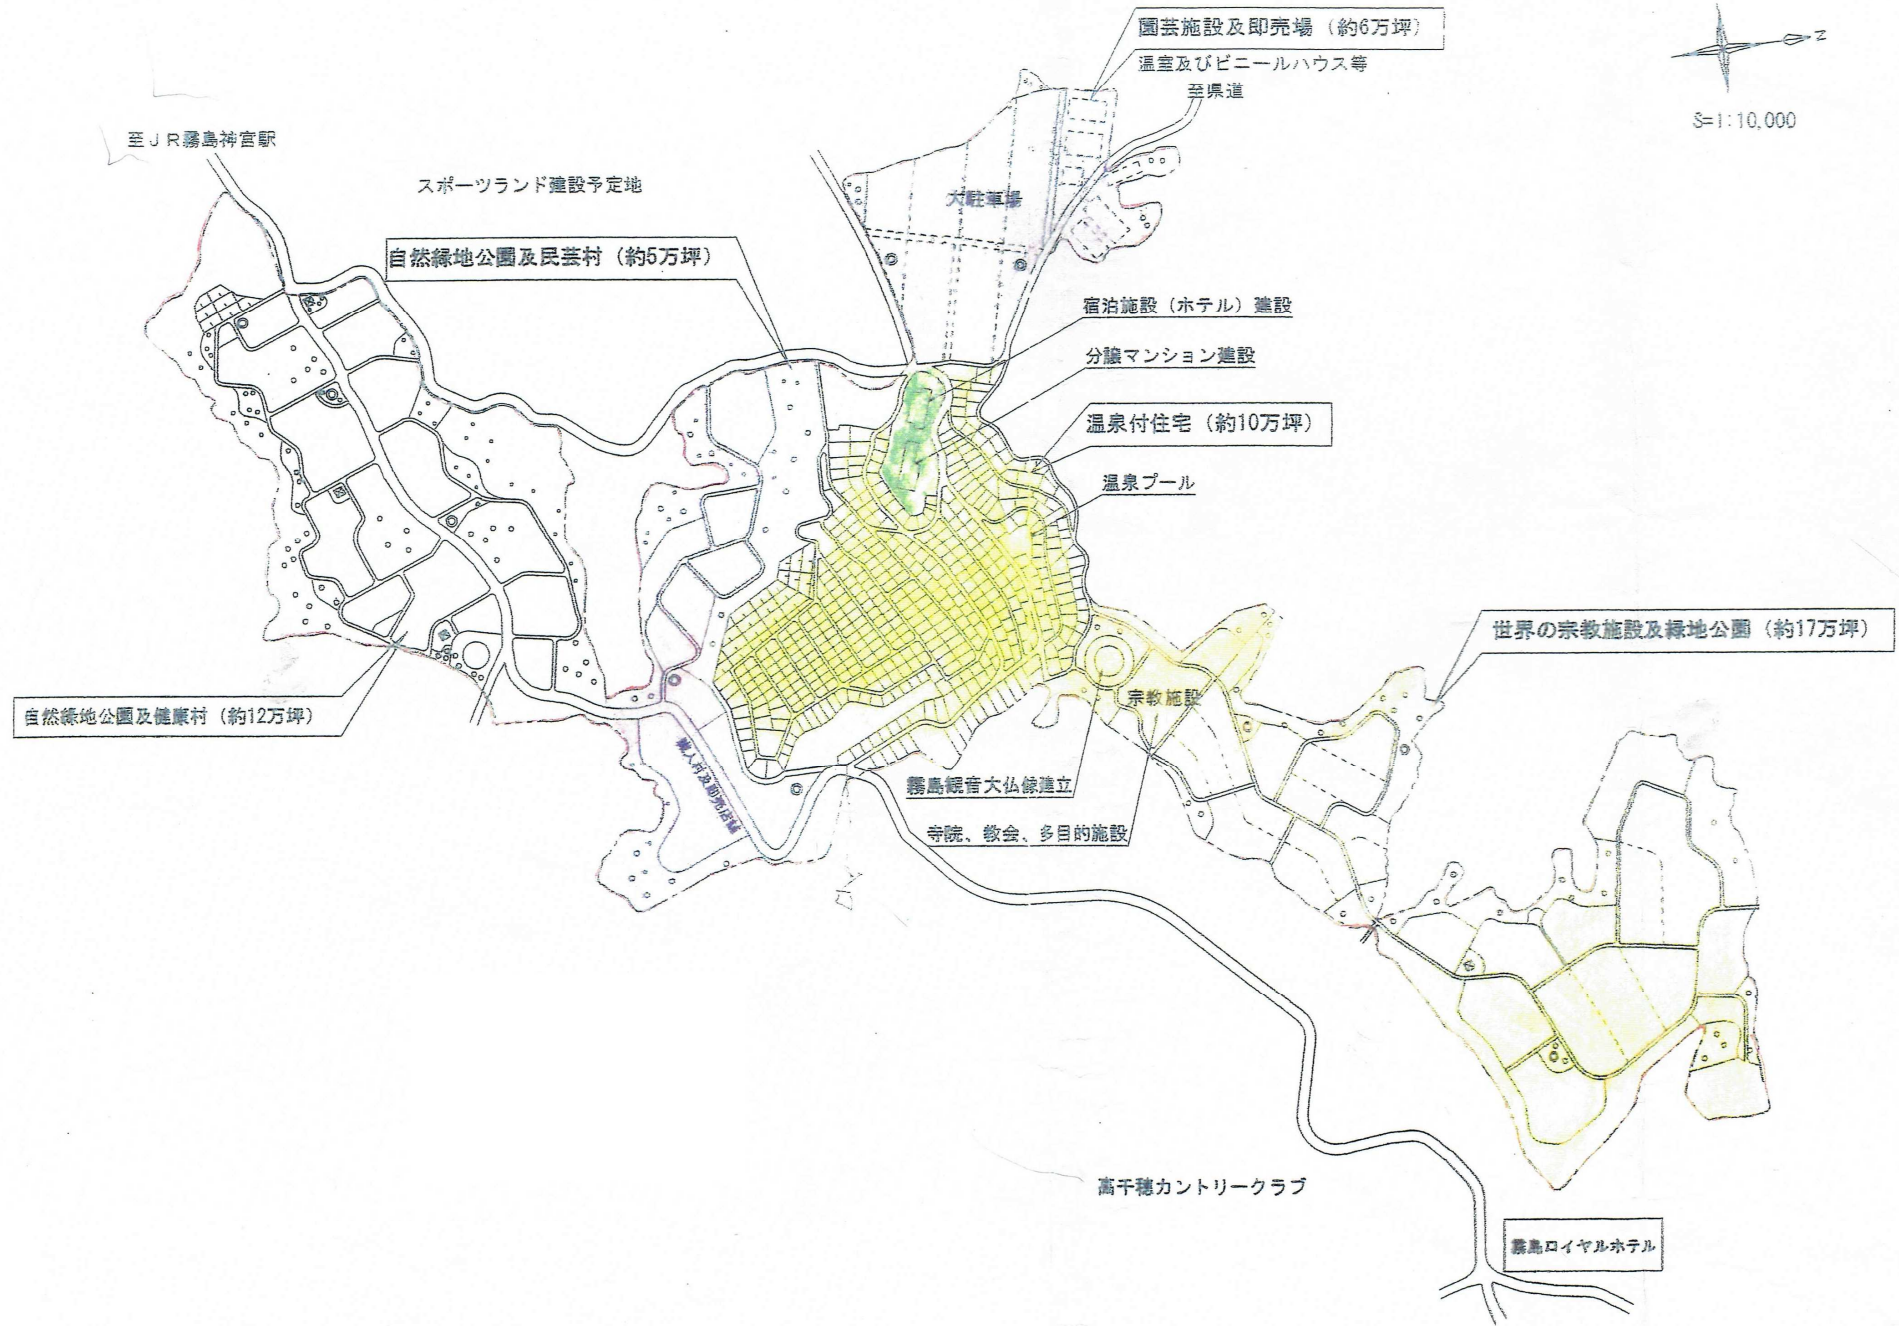 園芸施設及即売場（約6万坪）
温室及びビニールハウス等
至県道
Z
S=1:10,000
至ＪＲ霧島神宮駅
スポーツランド建設予定地
大駐車場
自然緑地公園及民芸村（約5万坪）
宿泊施設（ホテル）建設
分譲マンション建設
温泉付住宅（約10万坪）
温泉プール
世界の宗教施設及緑地公園（約17万坪）
宗教施設
自然緑地公園及健康村（約12万坪）
霧島観音大仏像建立
寺院、教会、多目的施設
高千穂カントリークラブ
霧島ロイヤルホテル